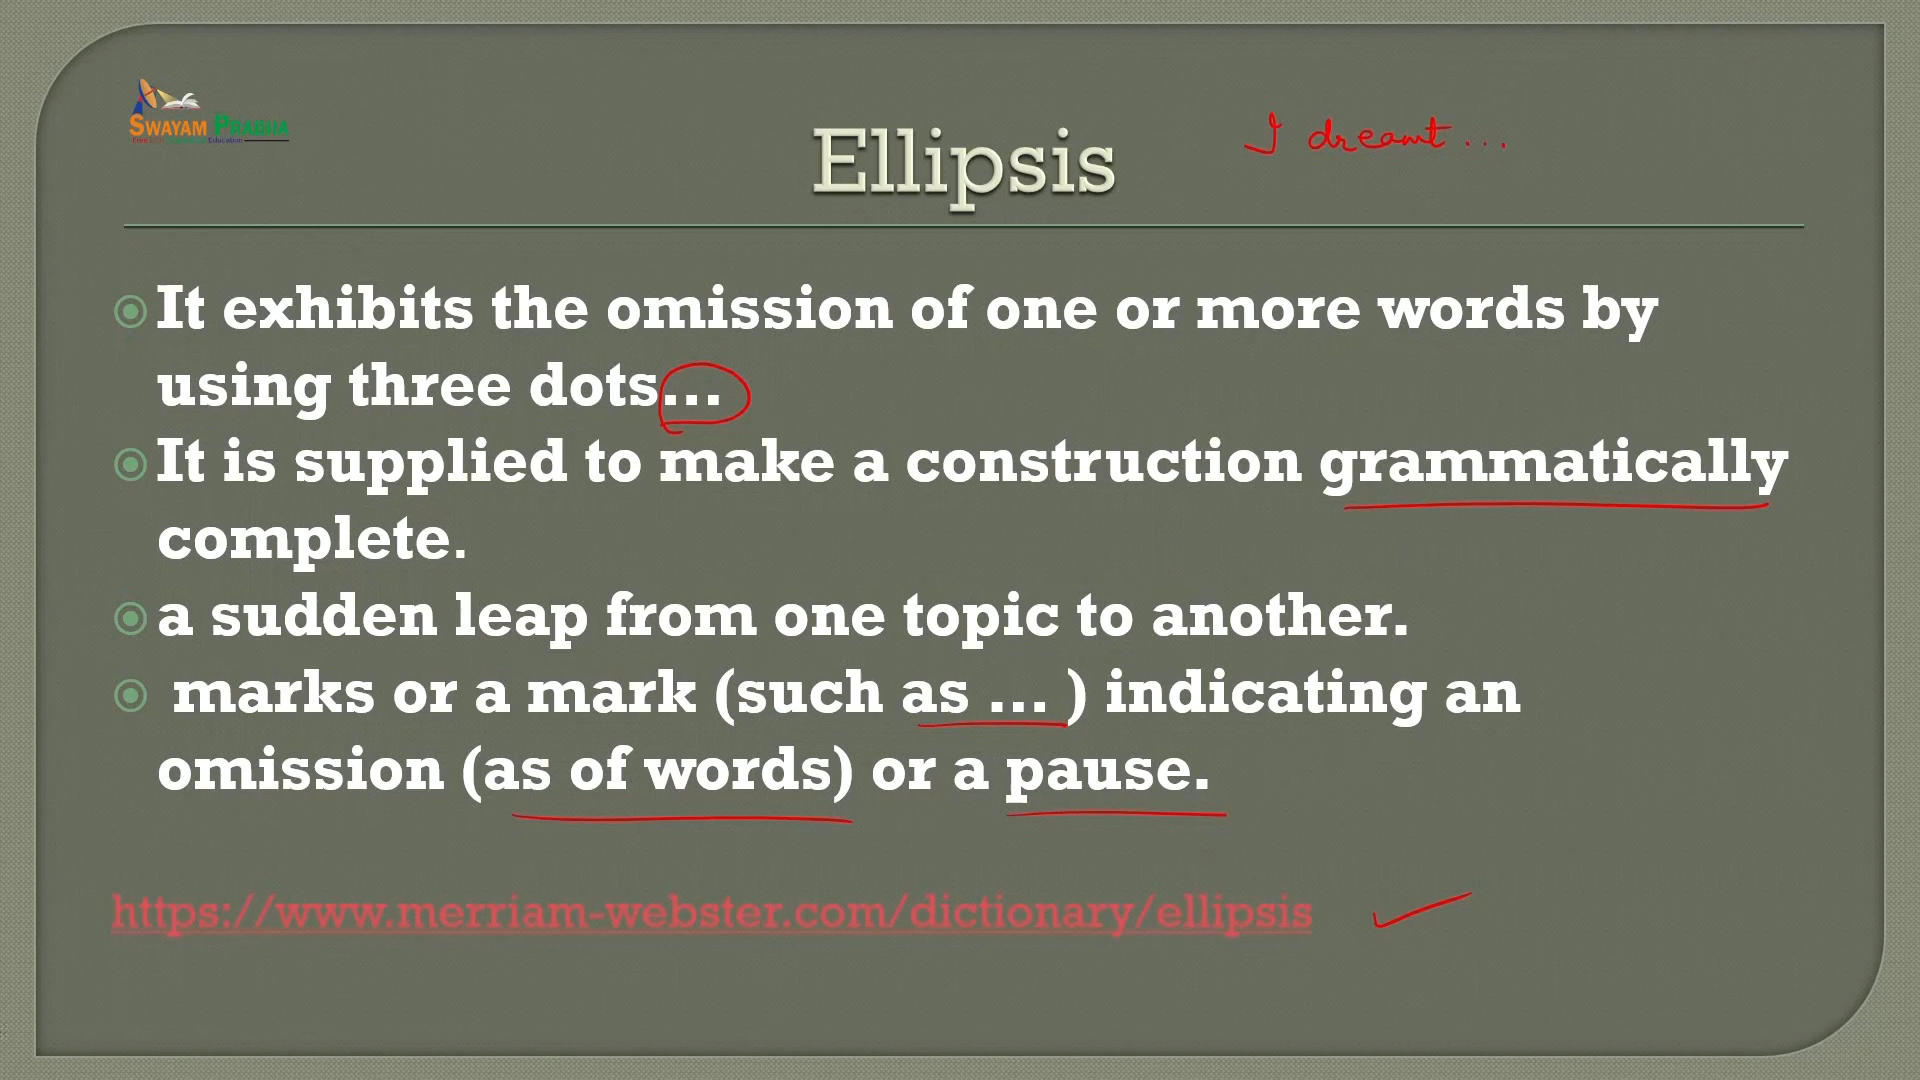 SWAYAM PRABHA
Ellipsis
I dreamt...
It exhibits the omission of one or more words by
using three dots...
It is supplied to make a construction grammatically
complete.
a sudden leap from one topic to another.
marks or a mark (such as ... ) indicating an
omission (as of words) or a pause.
https://www.merriam-webster.com/dictionary/ellipsis